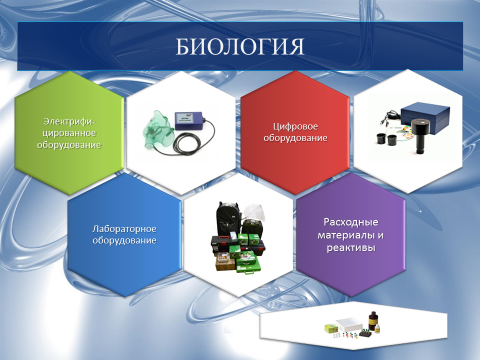 БИОЛОГИЯ
Электрифи-
цированное
оборудование
Цифровое
оборудование
Лабораторное
оборудование
Расходные
материалы и
реактивы